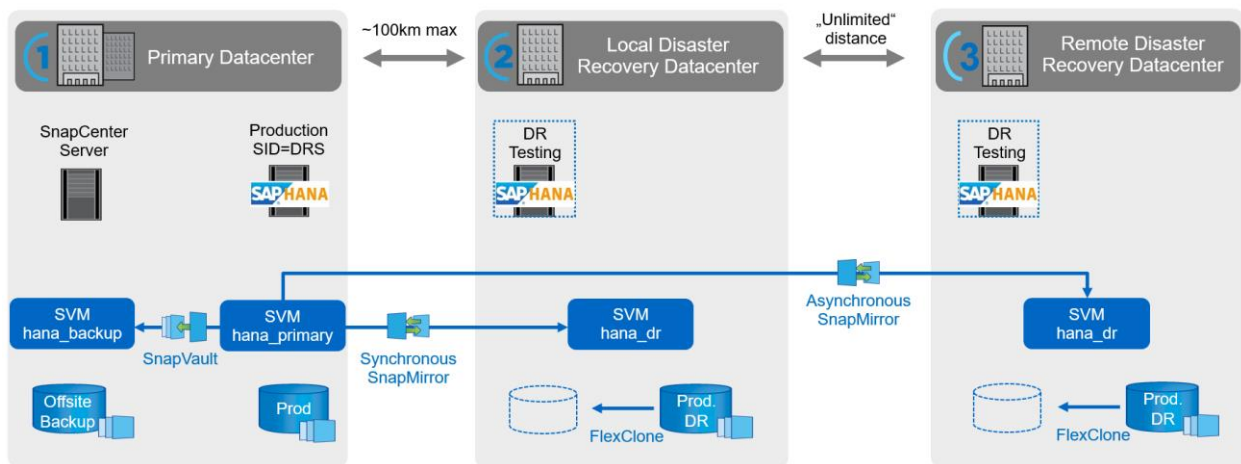 1
Primary Datacenter
~100km max
2
Local Disaster
Recovery Datacenter
„Unlimited“
distance
3
Remote Disaster
Recovery Datacenter
SnapCenter
Server
Production
SID=DRS
SAP HANA
DR
Testing
SAP HANA
DR
Testing
SAP HANA
SVM
hana_backup
SnapVault
SVM
hana_primary
Synchronous
SnapMirror
SVM
hana_dr
Asynchronous
SnapMirror
SVM
hana_dr
Offsite
Backup
Prod
FlexClone
Prod.
DR
FlexClone
Prod.
DR